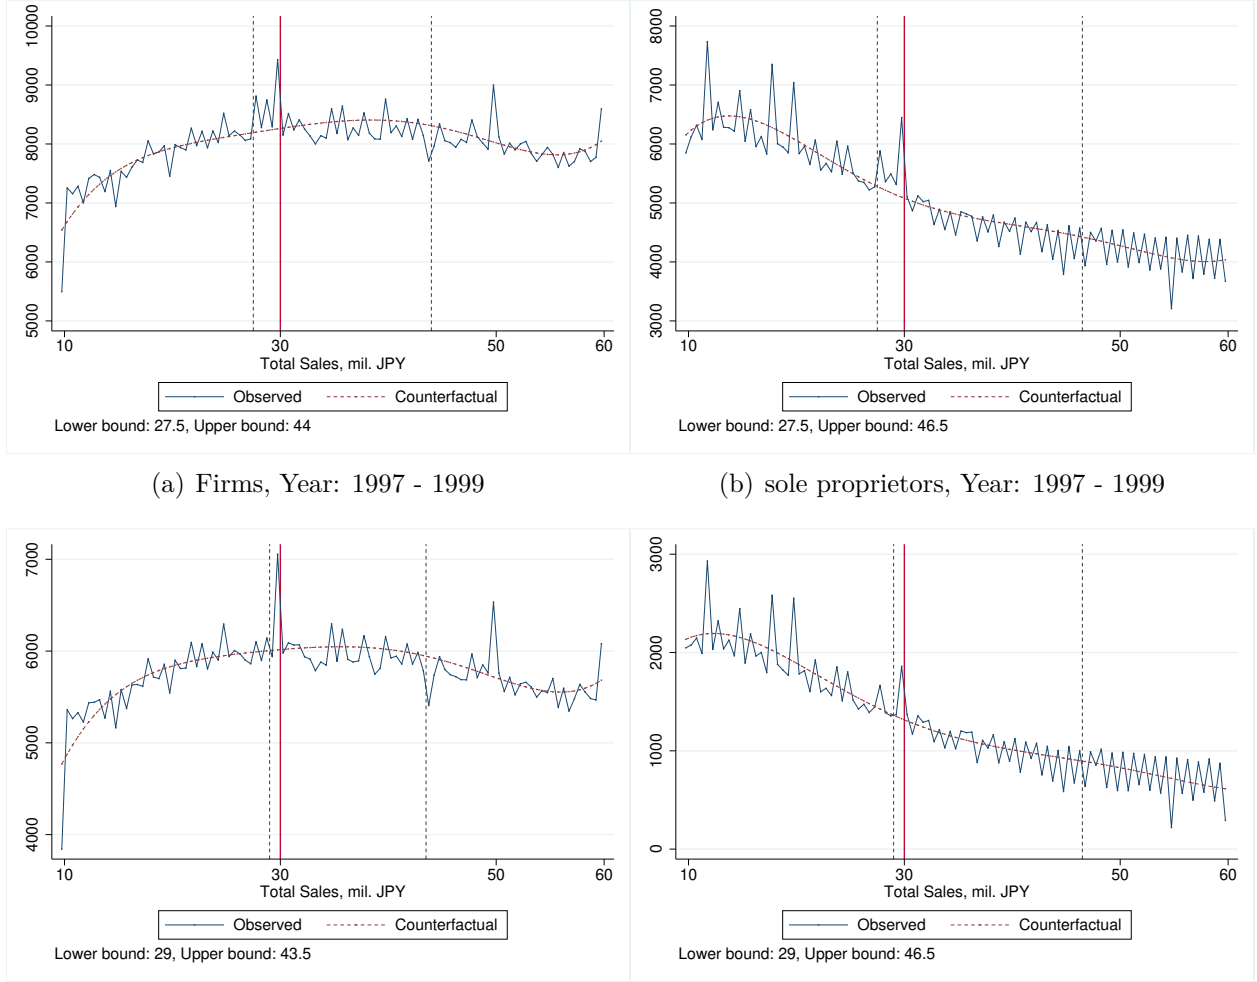 10000
9000
8000
7000
6000
5000
10 30 50 60
Total Sales, mil. JPY
Observed Counterfactual
Lower bound: 27.5, Upper bound: 44
(a) Firms, Year: 1997 - 1999
8000
7000
6000
5000
4000
3000
10 30 50 60
Total Sales, mil. JPY
Observed Counterfactual
Lower bound: 27.5, Upper bound: 46.5
(b) sole proprietors, Year: 1997 - 1999
7000
6000
5000
4000
10 30 50 60
Total Sales, mil. JPY
Observed Counterfactual
Lower bound: 29, Upper bound: 43.5
3000
2000
1000
0
10 30 50 60
Total Sales, mil. JPY
Observed Counterfactual
Lower bound: 29, Upper bound: 46.5